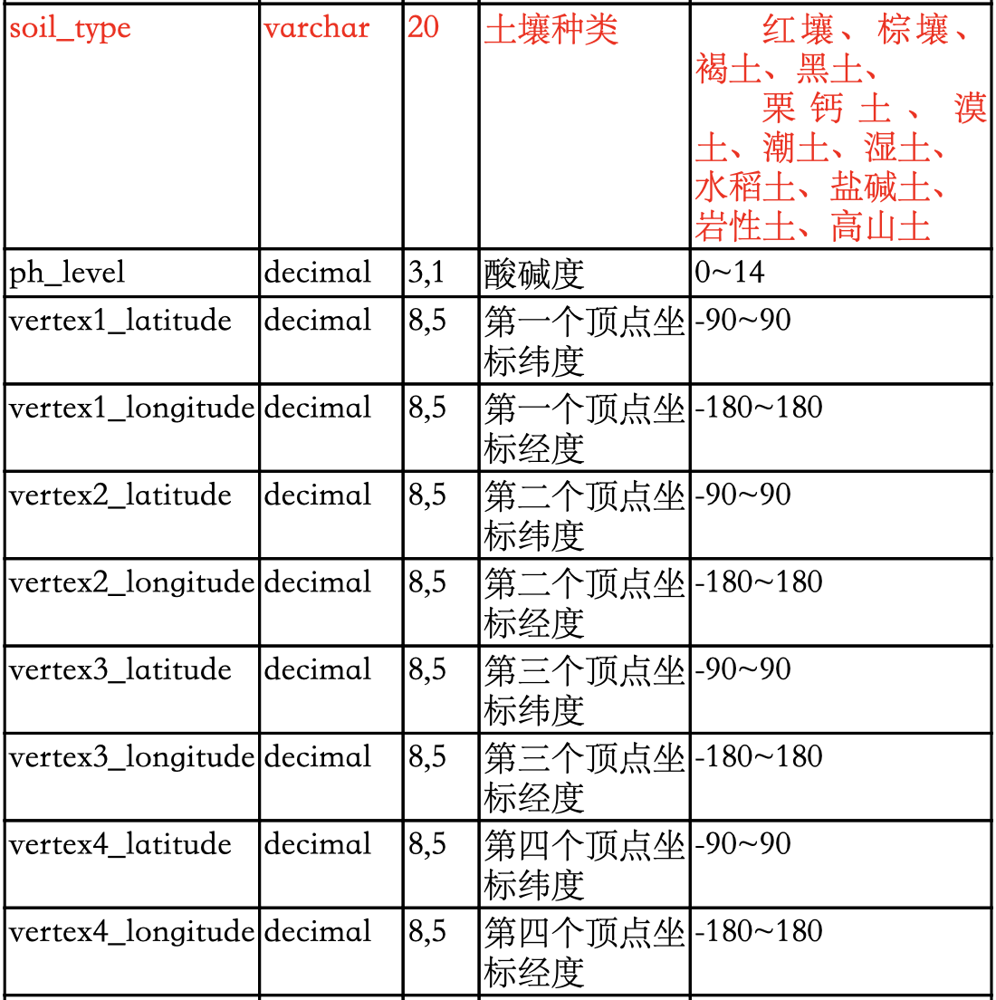 soil_type varchar 20 土壤种类 红壤、棕壤、
褐土、黑土、
栗钙土、漠
土、潮土、湿土、
水稻土、盐碱土、
岩性土、高山土
ph_level decimal 3,1 酸碱度 0~14
vertex1_latitude decimal 8,5 第一个顶点坐 -90~90
标纬度
vertex1_longitude decimal 8,5 第一个顶点坐 -180~180
标经度
vertex2_latitude decimal 8,5 第二个顶点坐 -90~90
标纬度
vertex2_longitude decimal 8,5 第二个顶点坐 -180~180
标经度
vertex3_latitude decimal 8,5 第三个顶点坐 -90~90
标纬度
vertex3_longitude decimal 8,5 第三个顶点坐 -180~180
标经度
vertex4_latitude decimal 8,5 第四个顶点坐 -90~90
标纬度
vertex4_longitude decimal 8,5 第四个顶点坐 -180~180
标经度